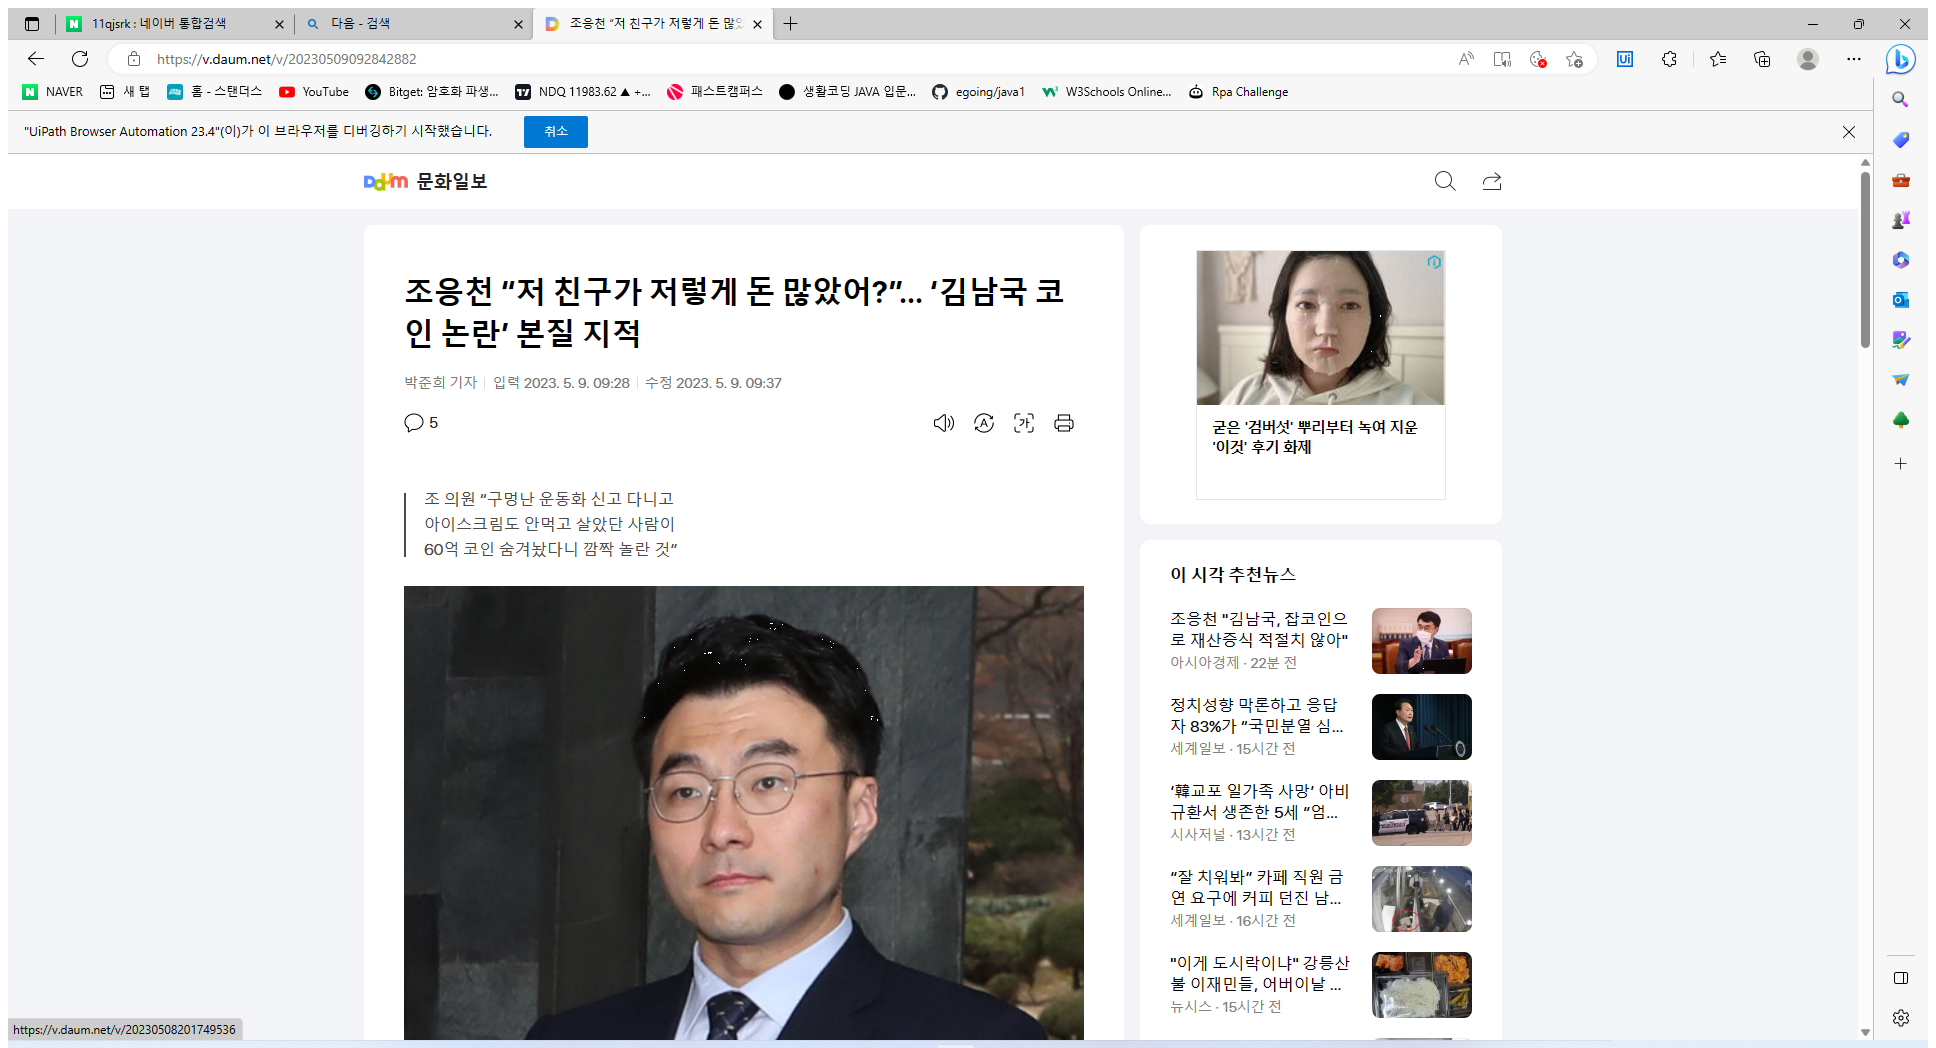 11qjsrk : 네이버 통합검색
다음 - 검색
조응천 “저 친구가 저렇게 돈 많았
https://v.daum.net/v/20230509092842882
NAVER
새 탭
홈 - 스탠더스
YouTube
Bitget: 암호화 파생...
NDQ 11983.62 ▲ +...
패스트캠퍼스
생활코딩 JAVA 입문...
egoing/java1
W3Schools Online...
Rpa Challenge
"UiPath Browser Automation 23.4"(이)가 이 브라우저를 디버깅하기 시작했습니다.
취소
Daum 문화일보
조응천 “저 친구가 저렇게 돈 많았어?”... ‘김남국 코
인 논란’ 본질 지적
박준희 기자
입력 2023. 5. 9. 09:28
수정 2023. 5. 9. 09:37
5
가
조 의원 “구멍난 운동화 신고 다니고
아이스크림도 안먹고 살았단 사람이
60억 코인 숨겨놨다니 깜짝 놀란 것”
굳은 '검버섯' 뿌리부터 녹여 지운
'이것' 후기 화제
이 시각 추천뉴스
조응천 "김남국, 잡코인으
로 재산증식 적절치 않아"
아시아경제 · 22분 전
정치성향 막론하고 응답
자 83%가 “국민분열 심...
세계일보 · 15시간 전
‘韓교포 일가족 사망’ 아비
규환서 생존한 5세 “엄...
시사저널 · 13시간 전
“잘 치워봐” 카페 직원 금
연 요구에 커피 던진 남...
세계일보 · 16시간 전
"이게 도시락이냐" 강릉산
불 이재민들, 어버이날 ...
뉴시스 · 15시간 전
https://v.daum.net/v/20230508201749536